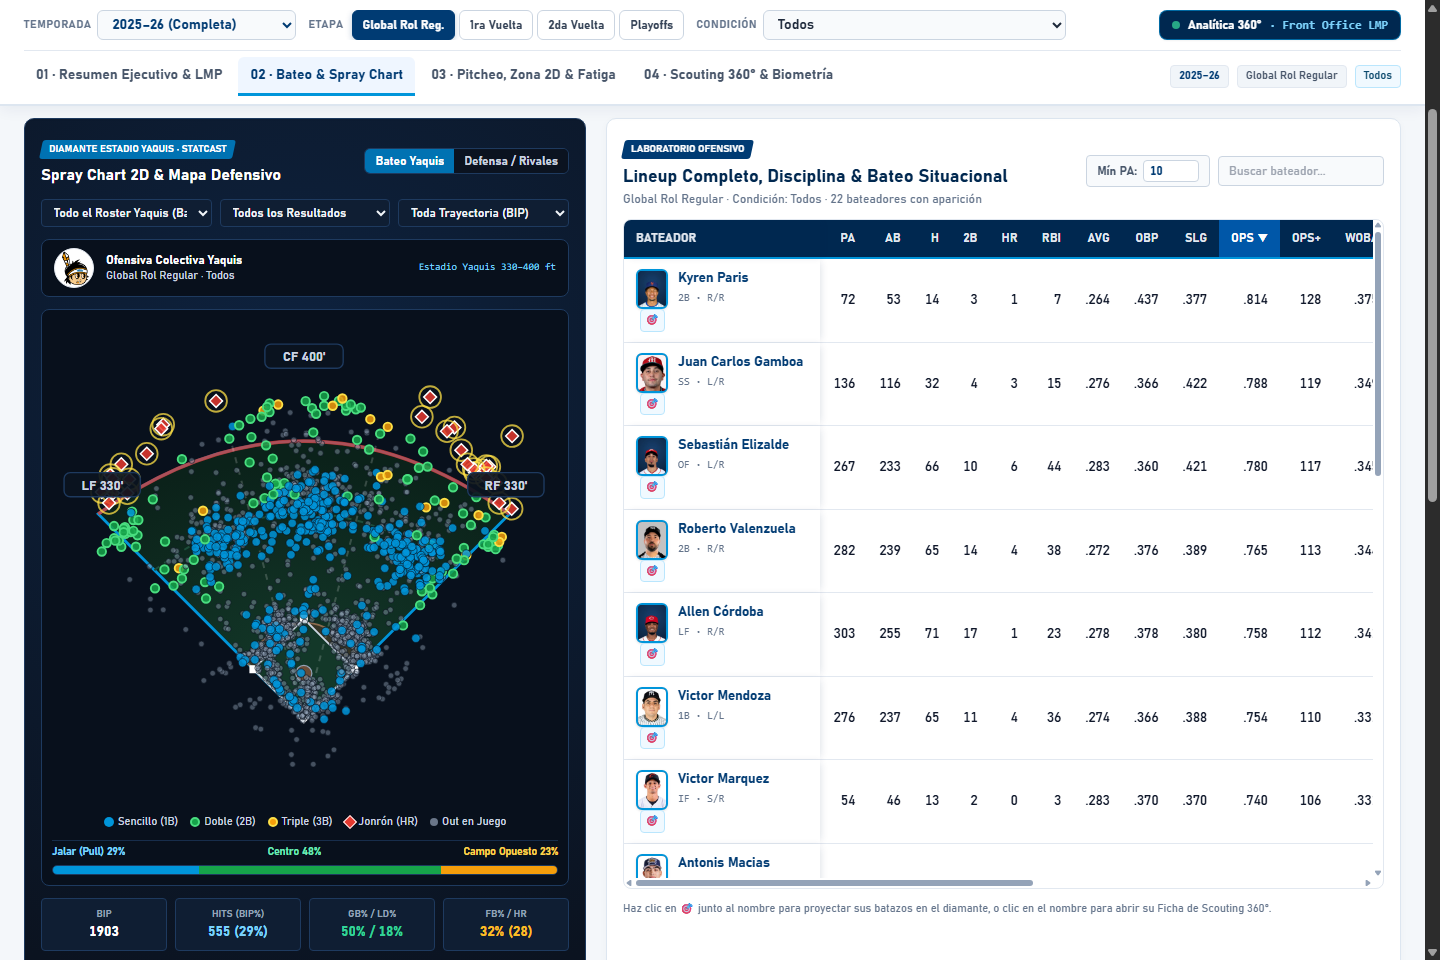 TEMPORADA 2025-26 (Completa) ETAPA Global Rol Reg. 1ra Vuelta 2da Vuelta Playoffs CONDICIÓN Todos Analítica 360° · Front Office LMP
01 · Resumen Ejecutivo & LMP 02 · Bateo & Spray Chart 03 · Pitcheo, Zona 2D & Fatiga 04 · Scouting 360° & Biometría 2025-26 Global Rol Regular Todos
DIAMANTE ESTADIO YAQUIS · STATCAST
Spray Chart 2D & Mapa Defensivo
Bateo Yaquis Defensa / Rivales
Todo el Roster Yaquis (Ba Todos los Resultados Toda Trayectoria (BIP)
Ofensiva Colectiva Yaquis
Global Rol Regular · Todos
Estadio Yaquis 330-400 ft
CF 400'
LF 330' RF 330'
Sencillo (1B) Doble (2B) Triple (3B) Jonrón (HR) Out en Juego
Jalar (Pull) 29% Centro 48% Campo Opuesto 23%
BIP HITS (BIP%) GB% / LD% FB% / HR
1903 555 (29%) 50% / 18% 32% (28)
LABORATORIO OFENSIVO
Lineup Completo, Disciplina & Bateo Situacional
Global Rol Regular · Condición: Todos · 22 bateadores con aparición
Mín PA: 10 Buscar bateador...
BATEADOR PA AB H 2B HR RBI AVG OBP SLG OPS ▼ OPS+ WOBA
Kyren Paris
2B · R/R
72 53 14 3 1 7 .264 .437 .377 .814 128 .37
Juan Carlos Gamboa
SS · L/R
136 116 32 4 3 15 .276 .366 .422 .788 119 .34
Sebastián Elizalde
OF · L/R
267 233 66 10 6 44 .283 .360 .421 .780 117 .34
Roberto Valenzuela
2B · R/R
282 239 65 14 4 38 .272 .376 .389 .765 113 .34
Allen Córdoba
LF · R/R
303 255 71 17 1 23 .278 .378 .380 .758 112 .34
Victor Mendoza
1B · L/L
276 237 65 11 4 36 .274 .366 .388 .754 110 .33
Victor Marquez
IF · S/R
54 46 13 2 0 3 .283 .370 .370 .740 106 .33
Antonis Macias
Haz clic en 🎯 junto al nombre para proyectar sus batazos en el diamante, o clic en el nombre para abrir su Ficha de Scouting 360°.